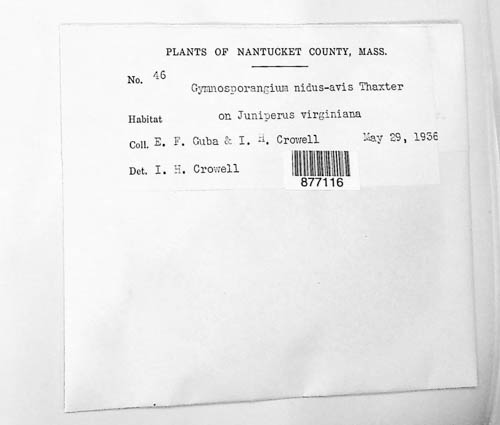 PLANTS OF NANTUCKET COUNTY, MASS.
No. 46
Gymnosporangium nidus-avis Thaxter
Habitat on Juniperus virginiana
Coll. E. F. Guba & I. H. Crowell May 29, 1936
Det. I. H. Crowell
877116